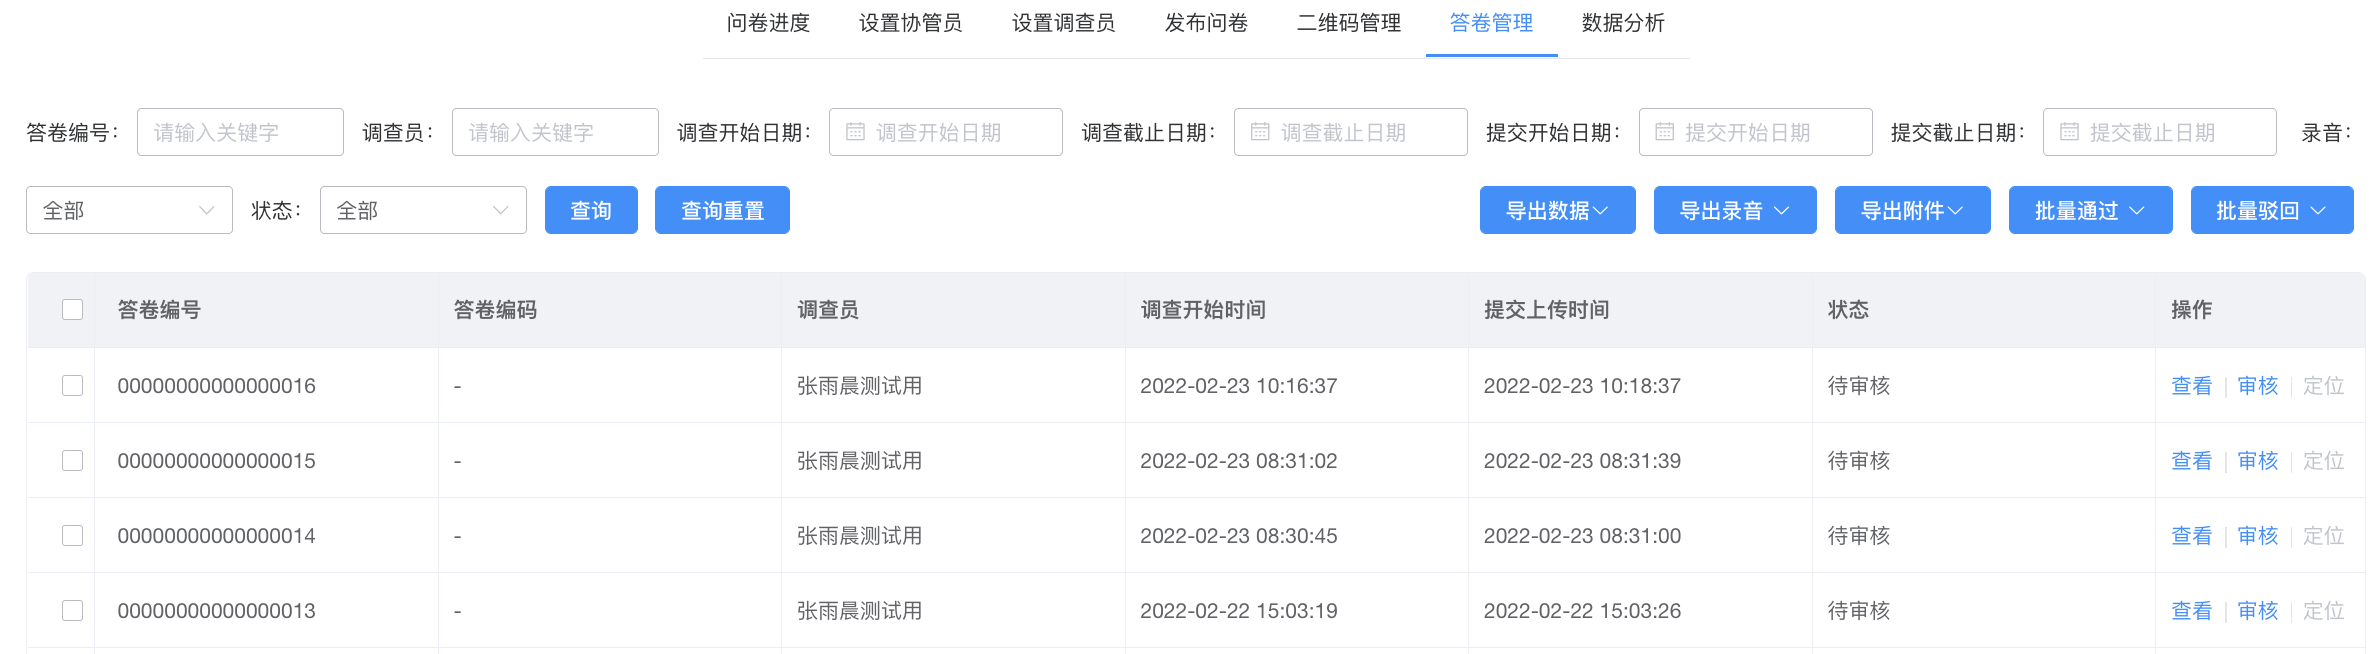 问卷进度 设置协管员 设置调查员 发布问卷 二维码管理 答卷管理 数据分析
答卷编号： 请输入关键字 调查员： 请输入关键字 调查开始日期： 调查开始日期 调查截止日期： 调查截止日期 提交开始日期： 提交开始日期 提交截止日期： 提交截止日期 录音：
全部 状态： 全部 查询 查询重置 导出数据 导出录音 导出附件 批量通过 批量驳回
答卷编号 答卷编码 调查员 调查开始时间 提交上传时间 状态 操作
00000000000000016 - 张雨晨测试用 2022-02-23 10:16:37 2022-02-23 10:18:37 待审核 查看 | 审核 | 定位
00000000000000015 - 张雨晨测试用 2022-02-23 08:31:02 2022-02-23 08:31:39 待审核 查看 | 审核 | 定位
00000000000000014 - 张雨晨测试用 2022-02-23 08:30:45 2022-02-23 08:31:00 待审核 查看 | 审核 | 定位
00000000000000013 - 张雨晨测试用 2022-02-22 15:03:19 2022-02-22 15:03:26 待审核 查看 | 审核 | 定位